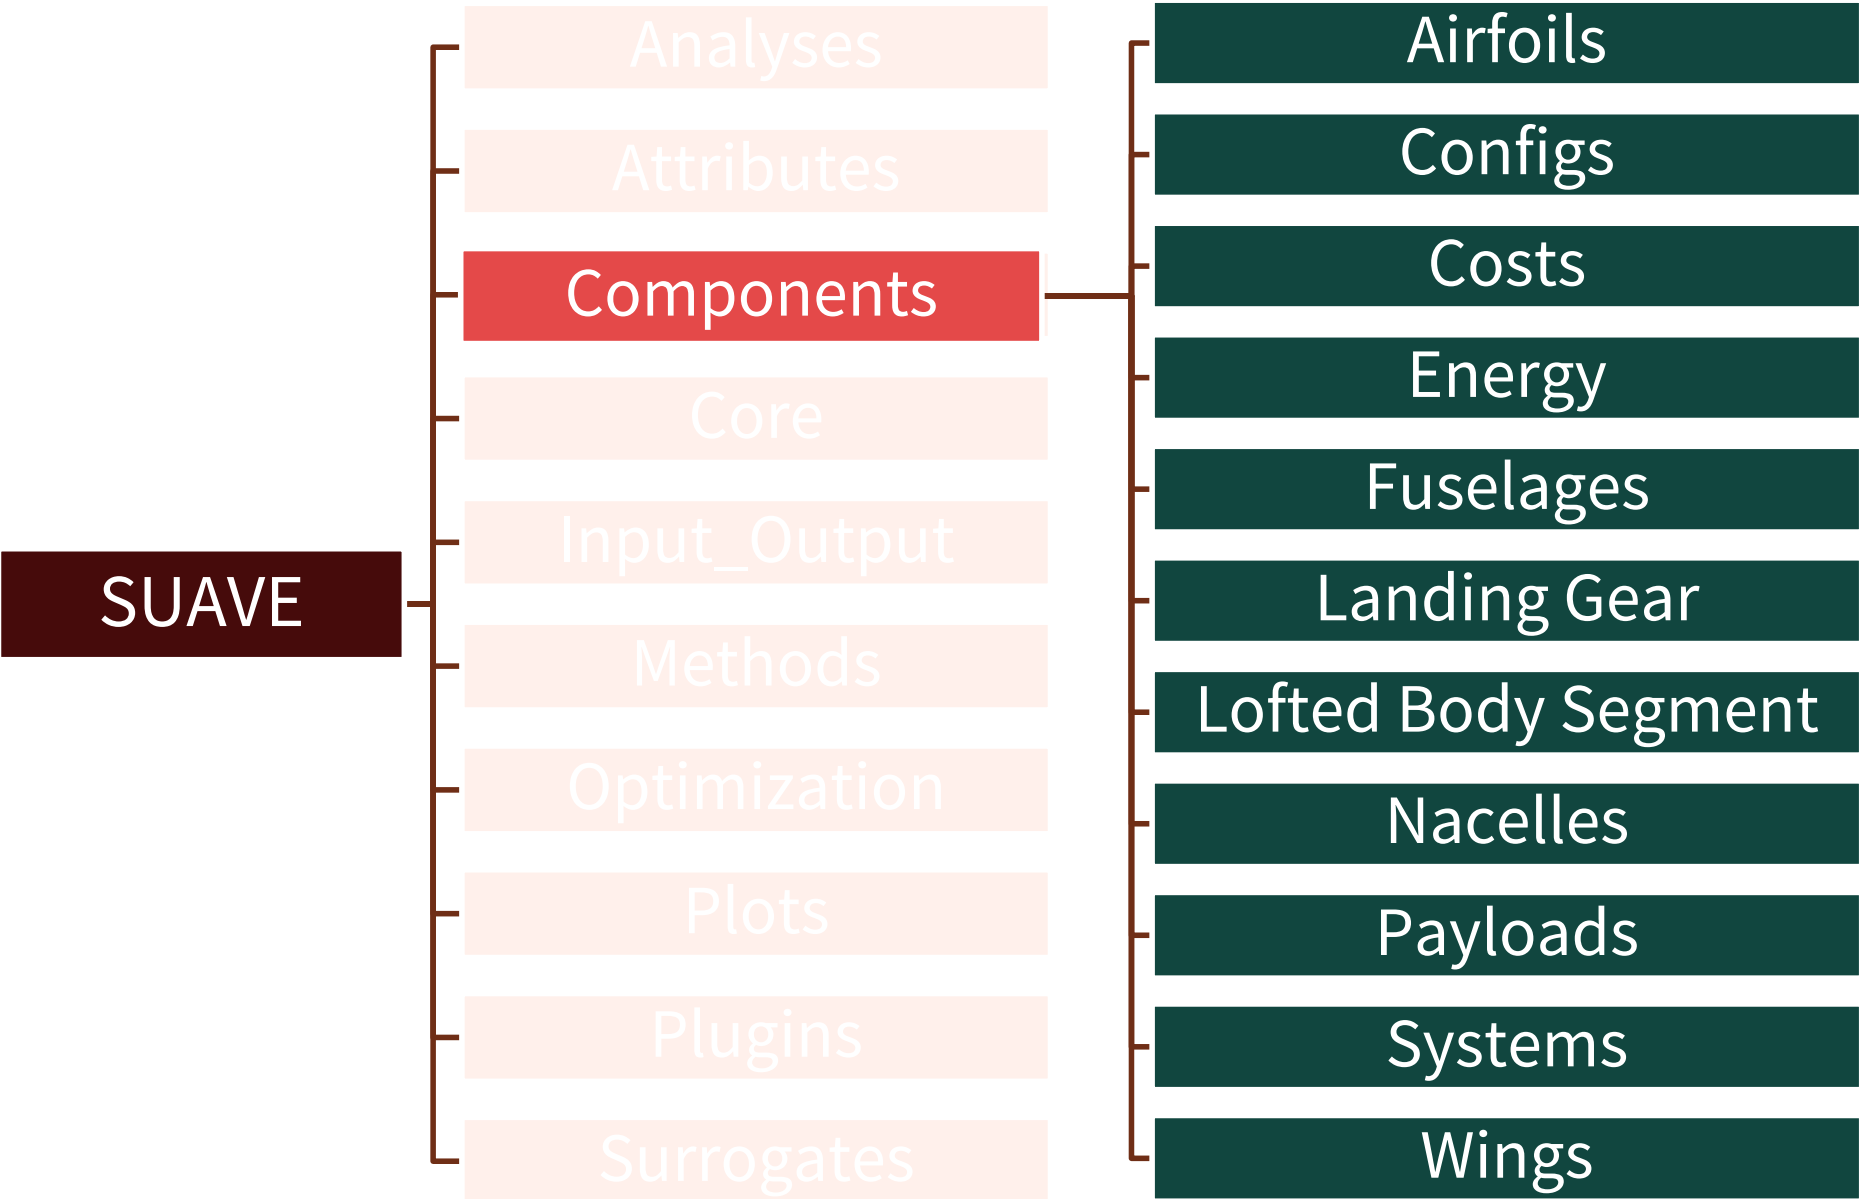 SUAVE
Analyses
Attributes
Components
Core
Input_Output
Methods
Optimization
Plots
Plugins
Surrogates
Airfoils
Configs
Costs
Energy
Fuselages
Landing Gear
Lofted Body Segment
Nacelles
Payloads
Systems
Wings